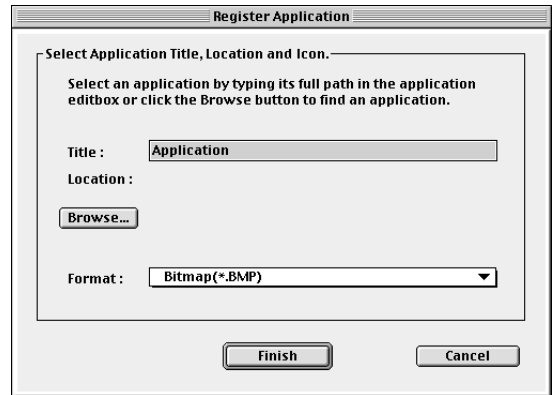 Register Application
Select Application Title, Location and Icon.
Select an application by typing its full path in the application
editbox or click the Browse button to find an application.
Title :
Application
Location :
Browse...
Format :
Bitmap(*.BMP)
Finish
Cancel